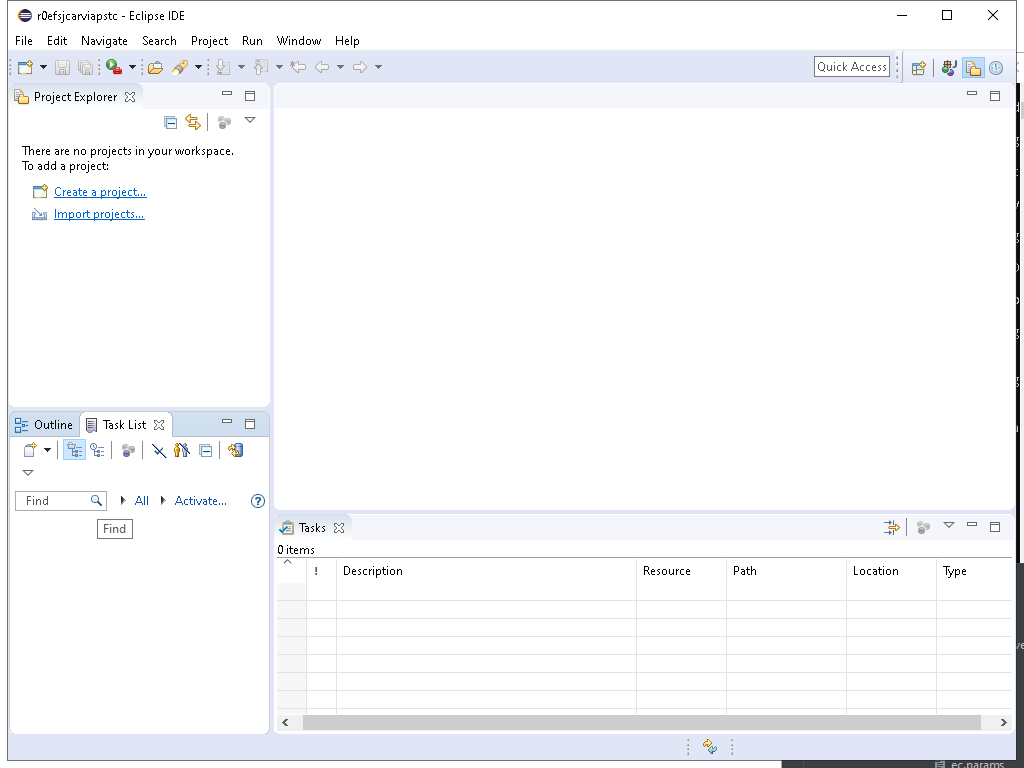 r0efsjcarviapstc - Eclipse IDE
File Edit Navigate Search Project Run Window Help
Quick Access
Project Explorer
There are no projects in your workspace.
To add a project:
Create a project...
Import projects...
Outline Task List
Find All Activate...
Find
Tasks
0 items
! Description Resource Path Location Type
ec.params